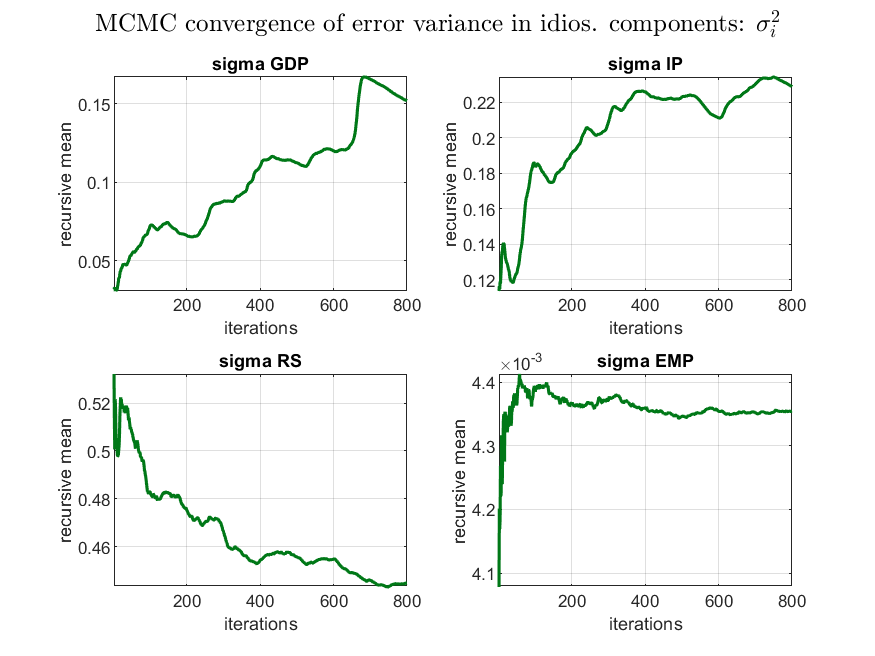 MCMC convergence of error variance in idios. components: σ_i^2
sigma GDP
recursive mean
0.15
0.1
0.05
200 400 600 800
iterations
sigma IP
recursive mean
0.22
0.2
0.18
0.16
0.14
0.12
200 400 600 800
iterations
sigma RS
recursive mean
0.52
0.5
0.48
0.46
200 400 600 800
iterations
×10^-3 sigma EMP
recursive mean
4.4
4.3
4.2
4.1
200 400 600 800
iterations